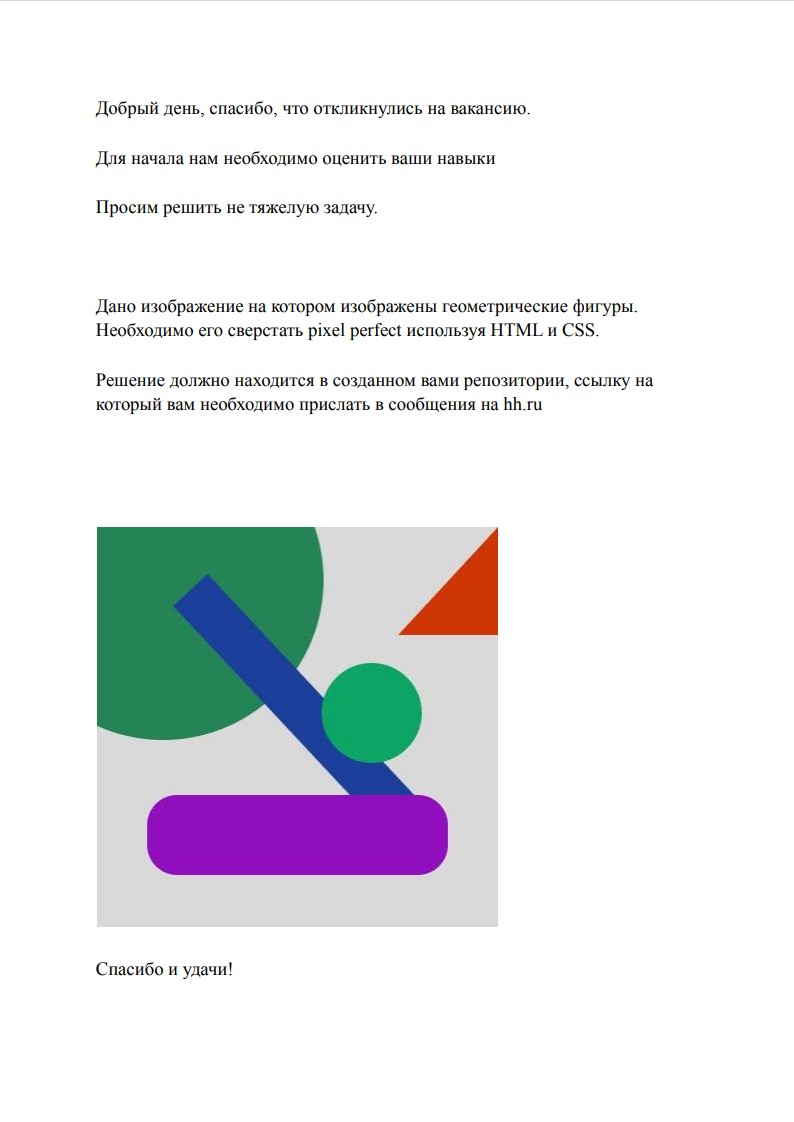 Добрый день, спасибо, что откликнулись на вакансию.
Для начала нам необходимо оценить ваши навыки
Просим решить не тяжелую задачу.
Дано изображение на котором изображены геометрические фигуры.
Необходимо его сверстать pixel perfect используя HTML и CSS.
Решение должно находится в созданном вами репозитории, ссылку на
который вам необходимо прислать в сообщения на hh.ru
Спасибо и удачи!